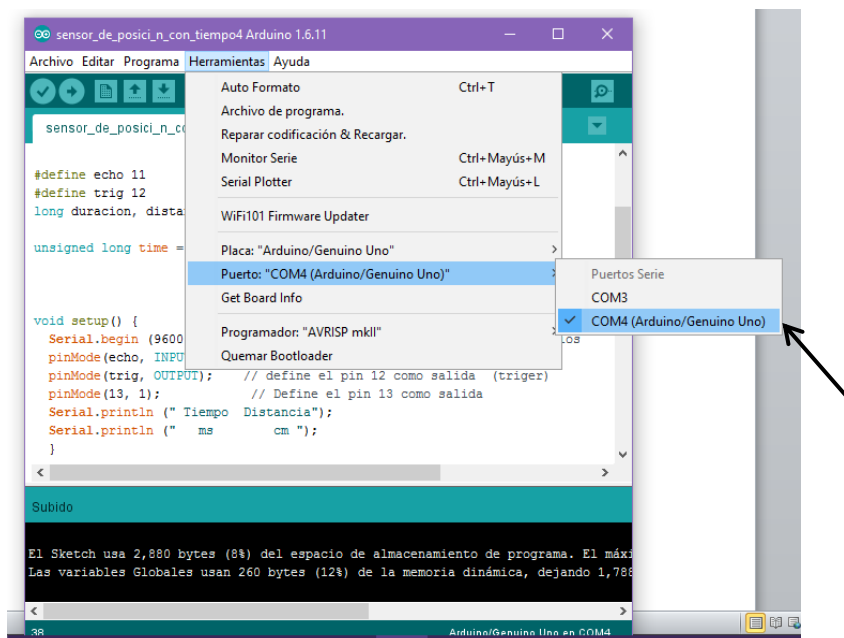 sensor_de_posici_n_con_tiempo4 Arduino 1.6.11
Archivo Editar Programa Herramientas Ayuda
sensor_de_posici_n_co
Auto Formato Ctrl+T
Archivo de programa.
Reparar codificación & Recargar.
Monitor Serie Ctrl+Mayús+M
Serial Plotter Ctrl+Mayús+L
WiFi101 Firmware Updater
Placa: "Arduino/Genuino Uno"
Puerto: "COM4 (Arduino/Genuino Uno)"
Get Board Info
Programador: "AVRISP mkII"
Quemar Bootloader
Puertos Serie
COM3
COM4 (Arduino/Genuino Uno)
#define echo 11
#define trig 12
long duracion, dista
unsigned long time =
void setup() {
Serial.begin (9600 los
pinMode(echo, INPU
pinMode(trig, OUTPUT); // define el pin 12 como salida (triger)
pinMode(13, 1); // Define el pin 13 como salida
Serial.println (" Tiempo Distancia");
Serial.println (" ms cm ");
}
Subido
El Sketch usa 2,880 bytes (8%) del espacio de almacenamiento de programa. El máxi
Las variables Globales usan 260 bytes (12%) de la memoria dinámica, dejando 1,788
38 Arduino/Genuino Uno en COM4